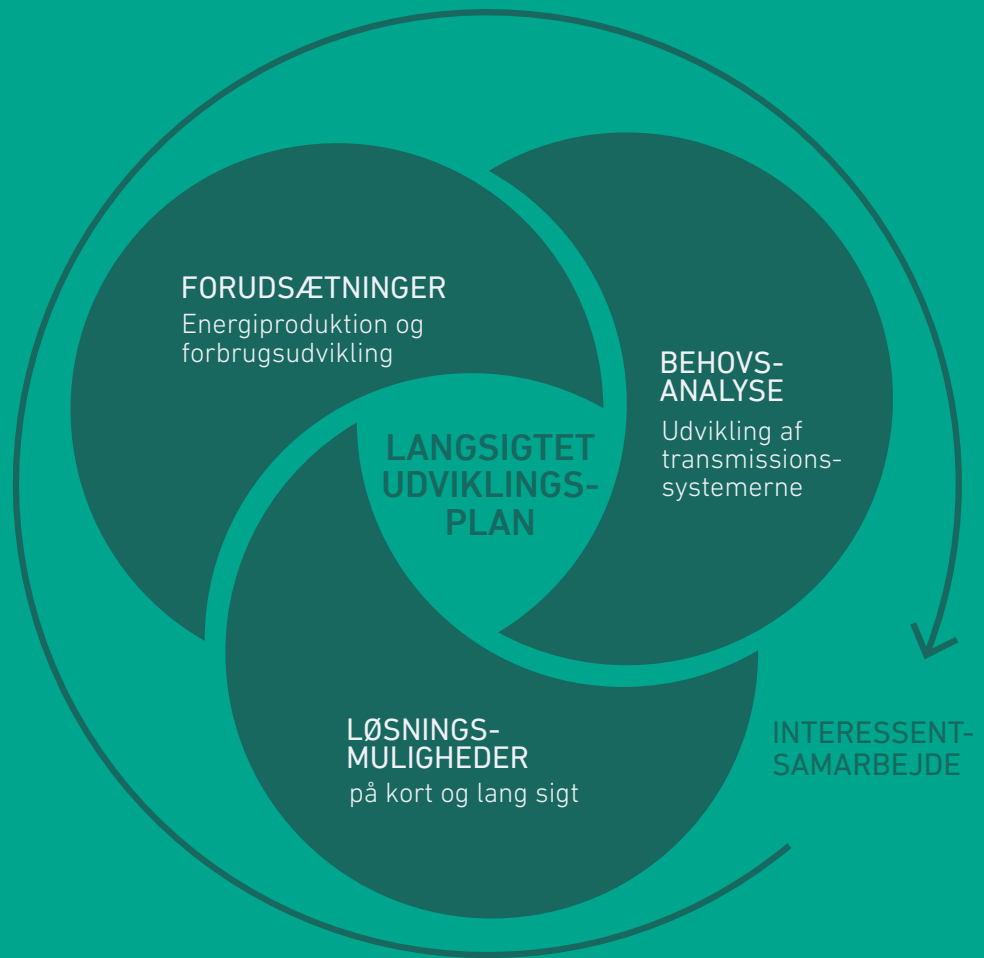 FORUDSÆTNINGER
Energiproduktion og
forbrugsudvikling
BEHOVS-
ANALYSE
Udvikling af
transmissions-
systemerne
LANGSIGTET
UDVIKLINGS-
PLAN
LØSNINGS-
MULIGHEDER
på kort og lang sigt
INTERESSENT-
SAMARBEJDE